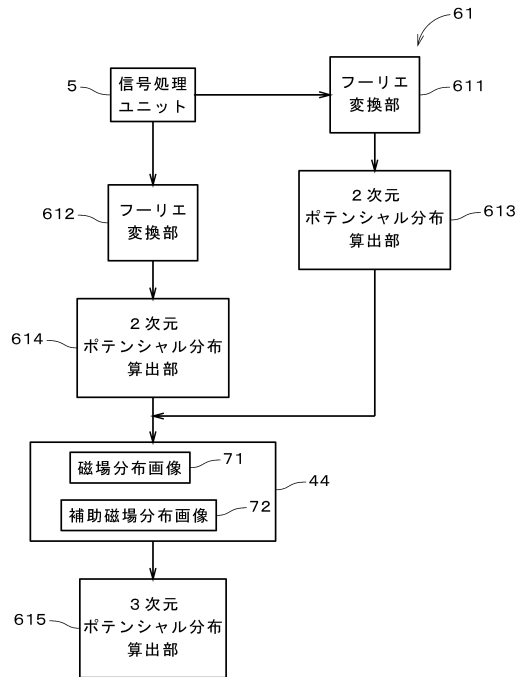 61
5
信号処理
ユニット
フーリエ
変換部
611
612
フーリエ
変換部
2次元
ポテンシャル分布
算出部
613
614
2次元
ポテンシャル分布
算出部
磁場分布画像
71
補助磁場分布画像
72
44
615
3次元
ポテンシャル分布
算出部